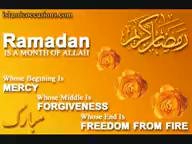 islamicoccasions.com
Ramadan
رمضان كريم
IS A MONTH OF ALLAH
Whose Begining Is
MERCY
Whose Middle Is
FORGIVENESS
Whose End Is
FREEDOM FROM FIRE
مبارك